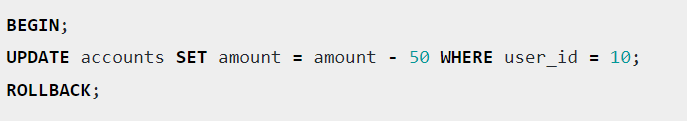 BEGIN;
UPDATE accounts SET amount = amount - 50 WHERE user_id = 10;
ROLLBACK;